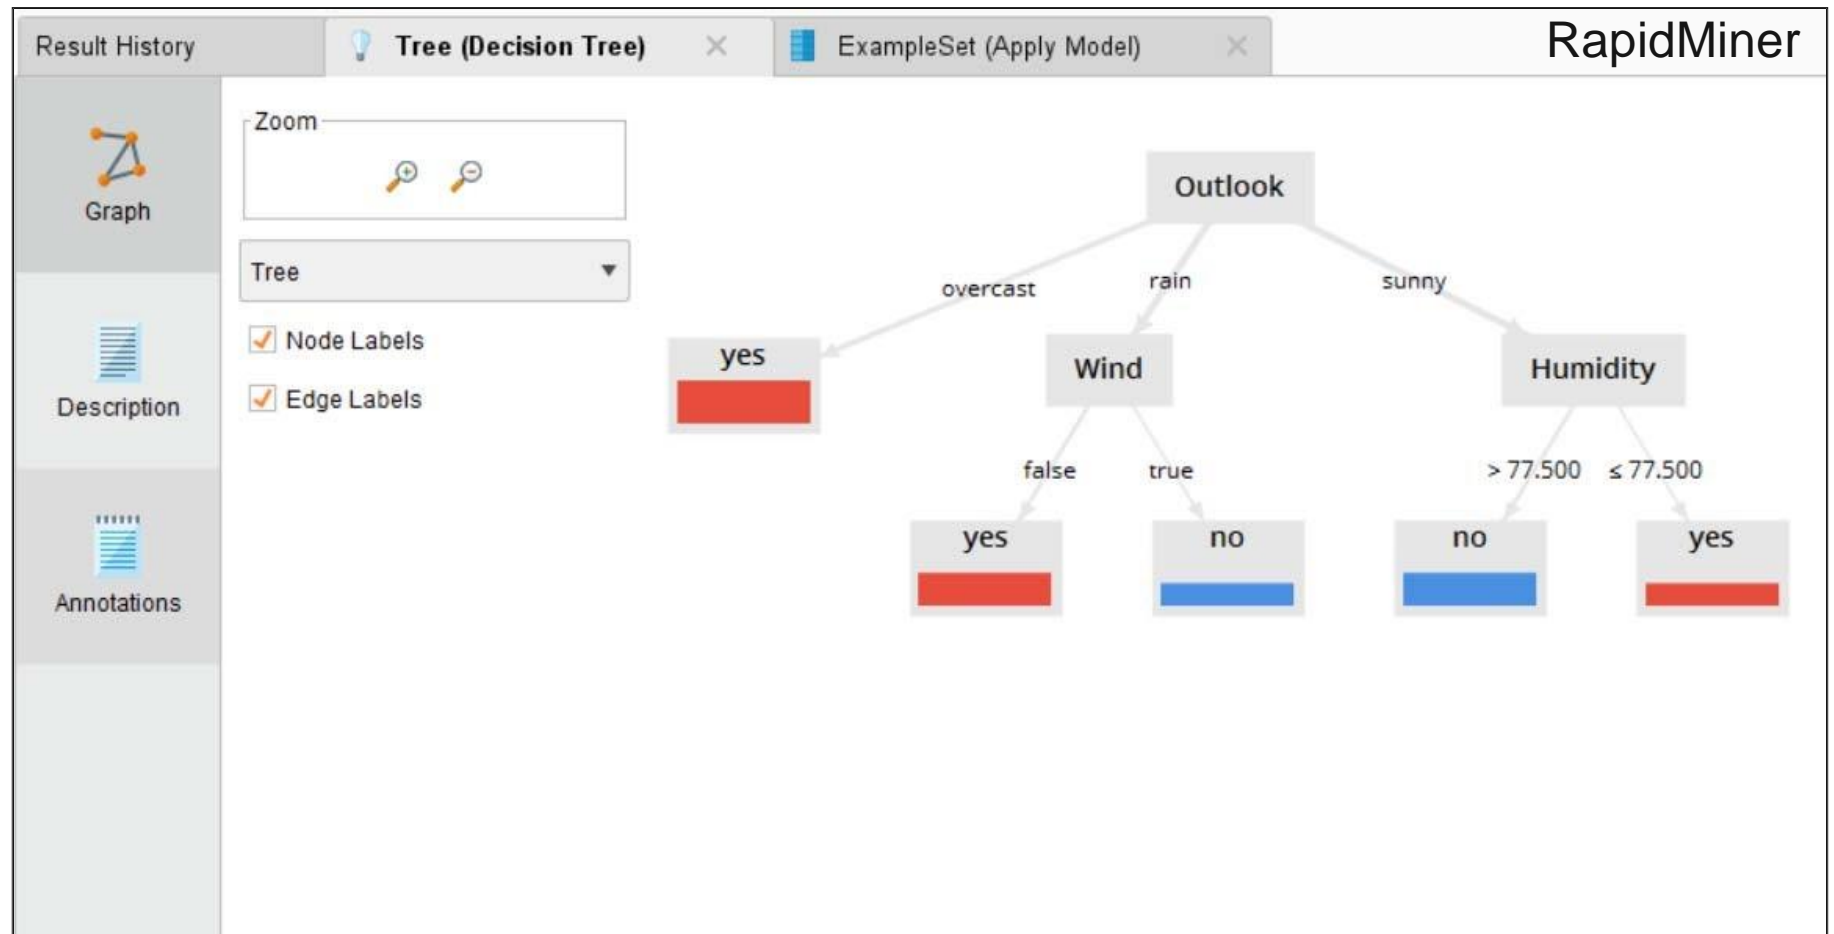 Result History
Tree (Decision Tree)
ExampleSet (Apply Model)
RapidMiner
Graph
Description
Annotations
Zoom
Tree
Node Labels
Edge Labels
Outlook
overcast
rain
sunny
yes
Wind
Humidity
false
true
> 77.500
≤ 77.500
yes
no
no
yes